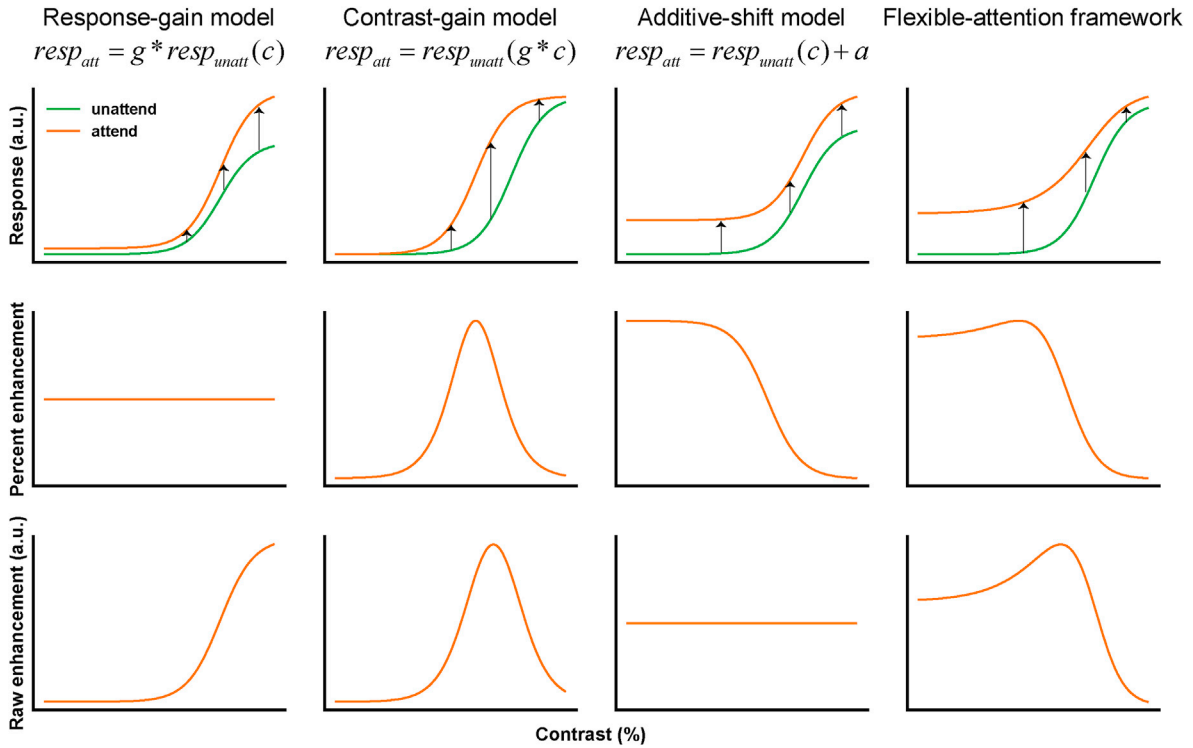 Response-gain model
Contrast-gain model
Additive-shift model
Flexible-attention framework
resp_att = g * resp_unatt(c)
resp_att = resp_unatt(g * c)
resp_att = resp_unatt(c) + a
Response (a.u.)
unattend
attend
Percent enhancement
Raw enhancement (a.u.)
Contrast (%)